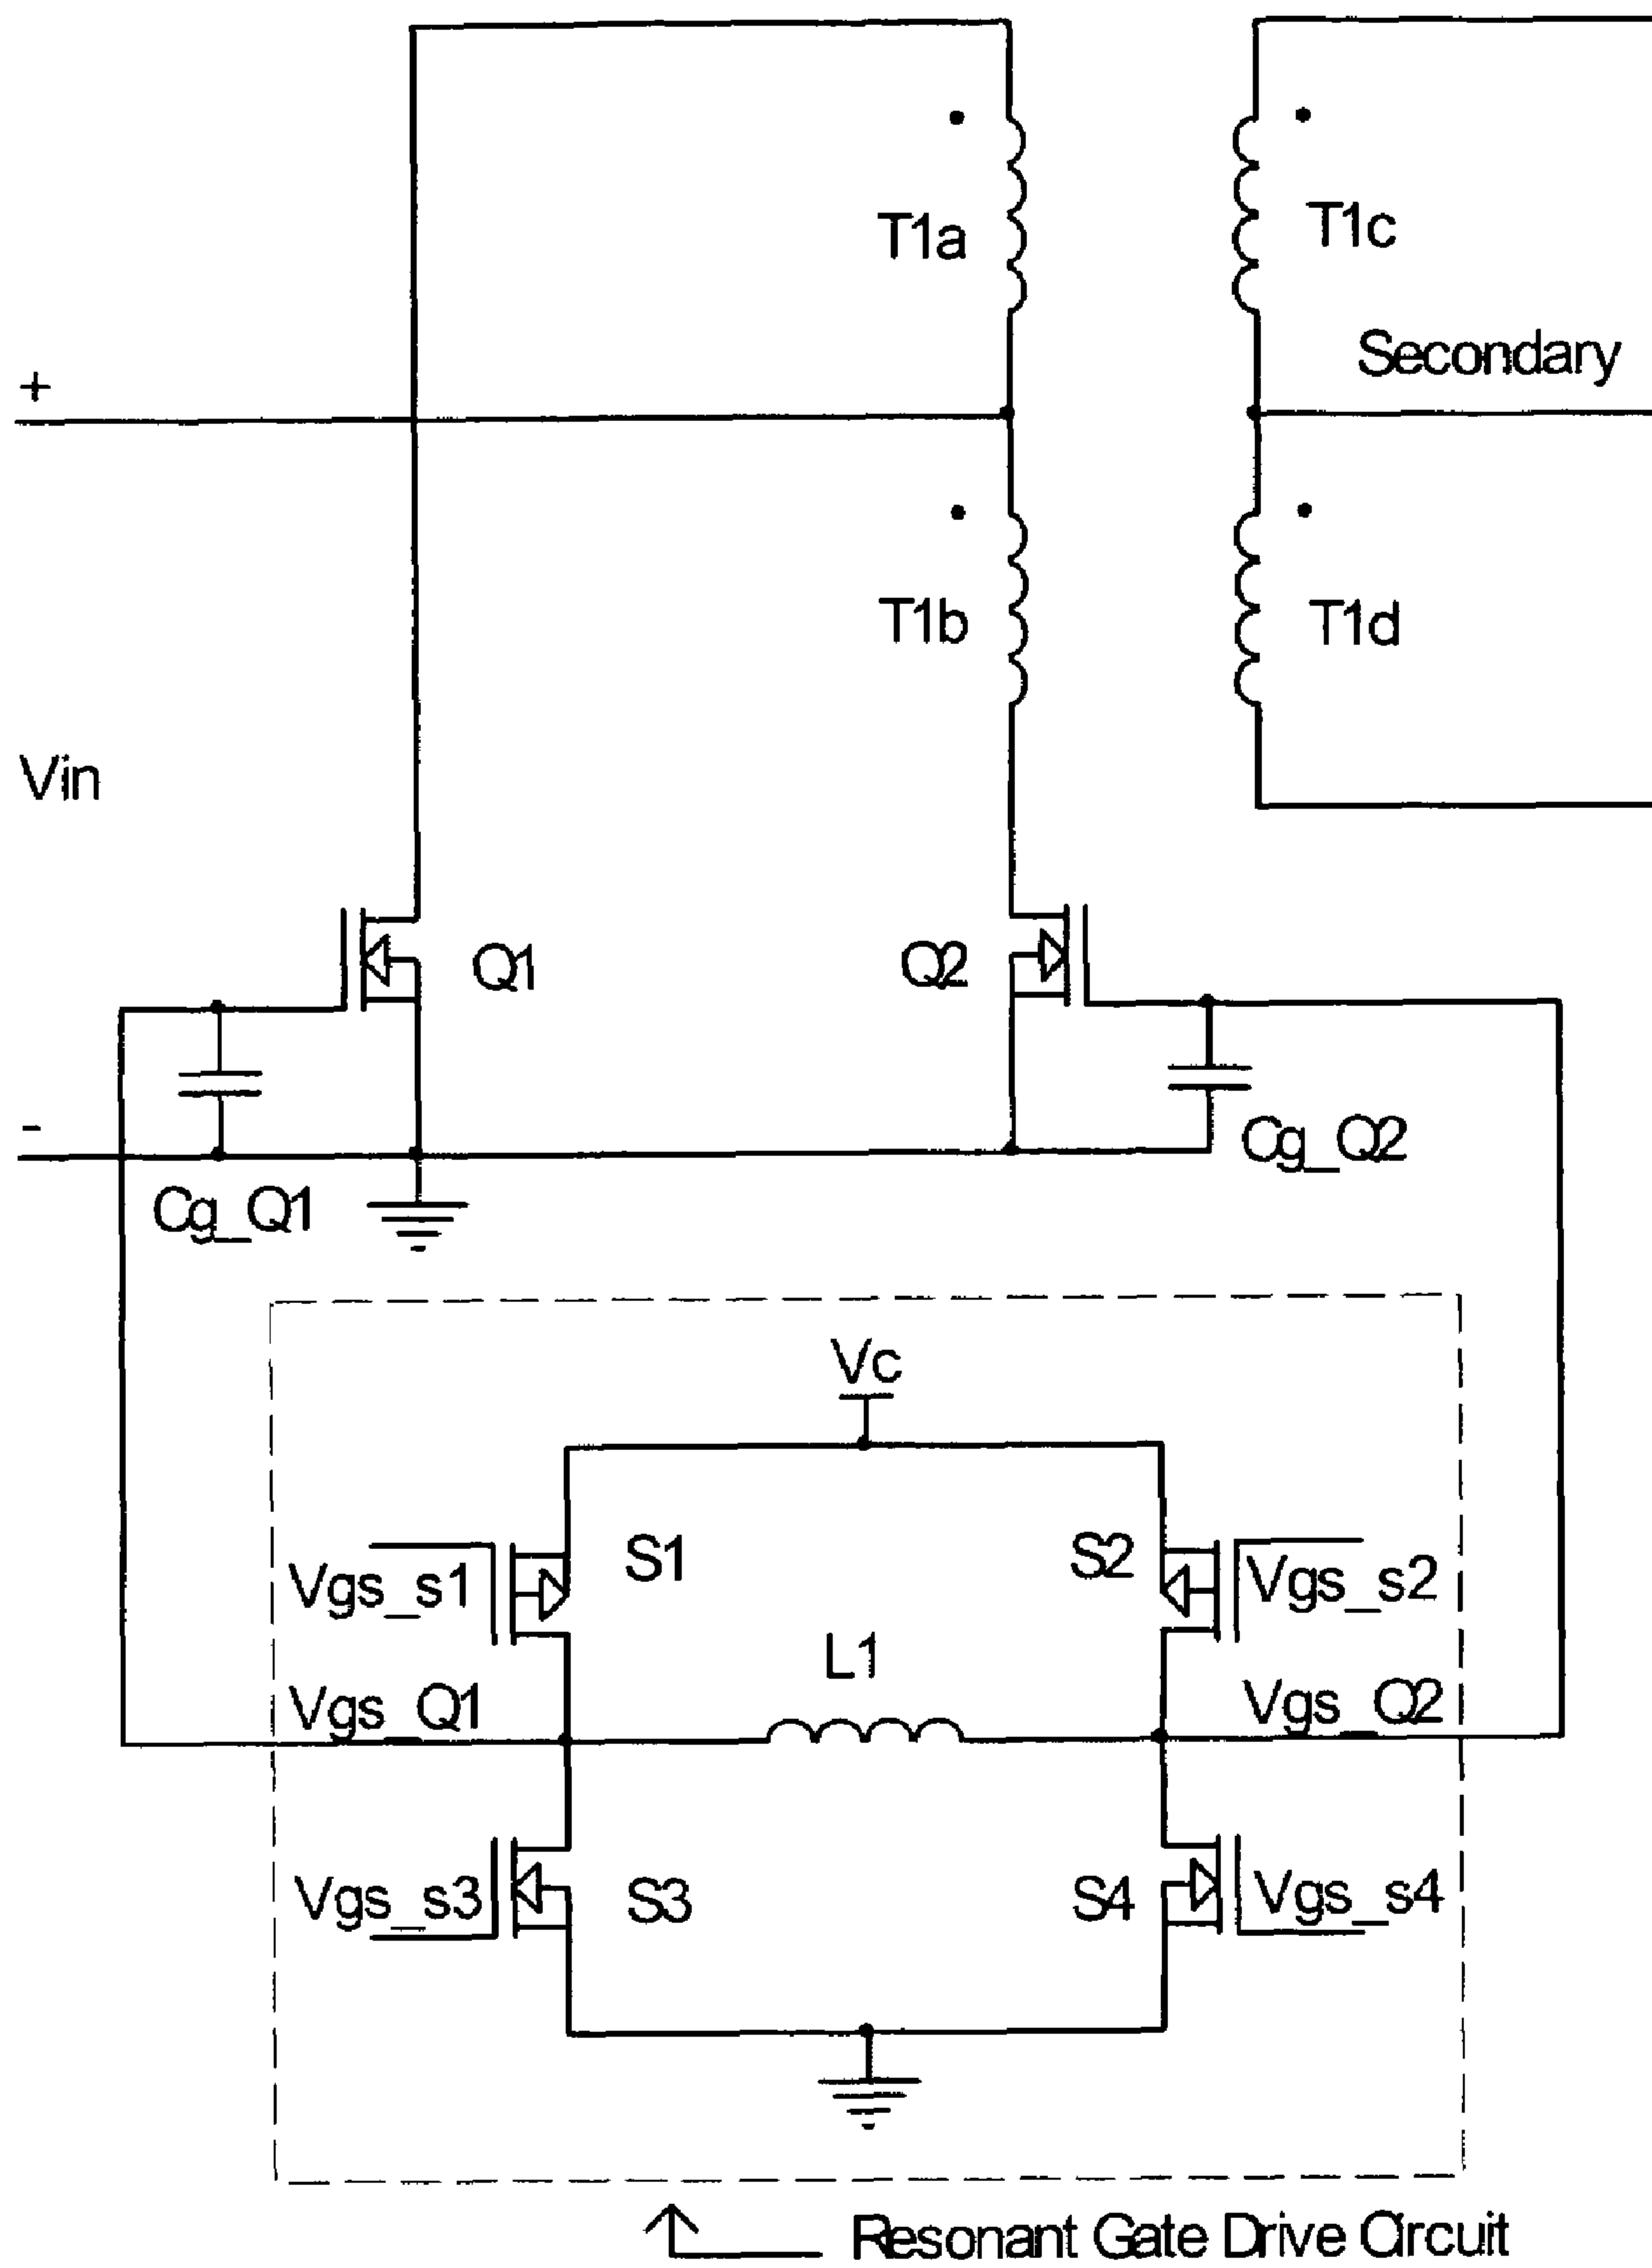 T1a
T1c
Secondary
+
T1b
T1d
Vin
Q1
Q2
-
Cg_Q1
Cg_Q2
Vc
S1
S2
Vgs_s1
Vgs_s2
L1
Vgs_Q1
Vgs_Q2
Vgs_s3
S3
S4
Vgs_s4
Resonant Gate Drive Circuit